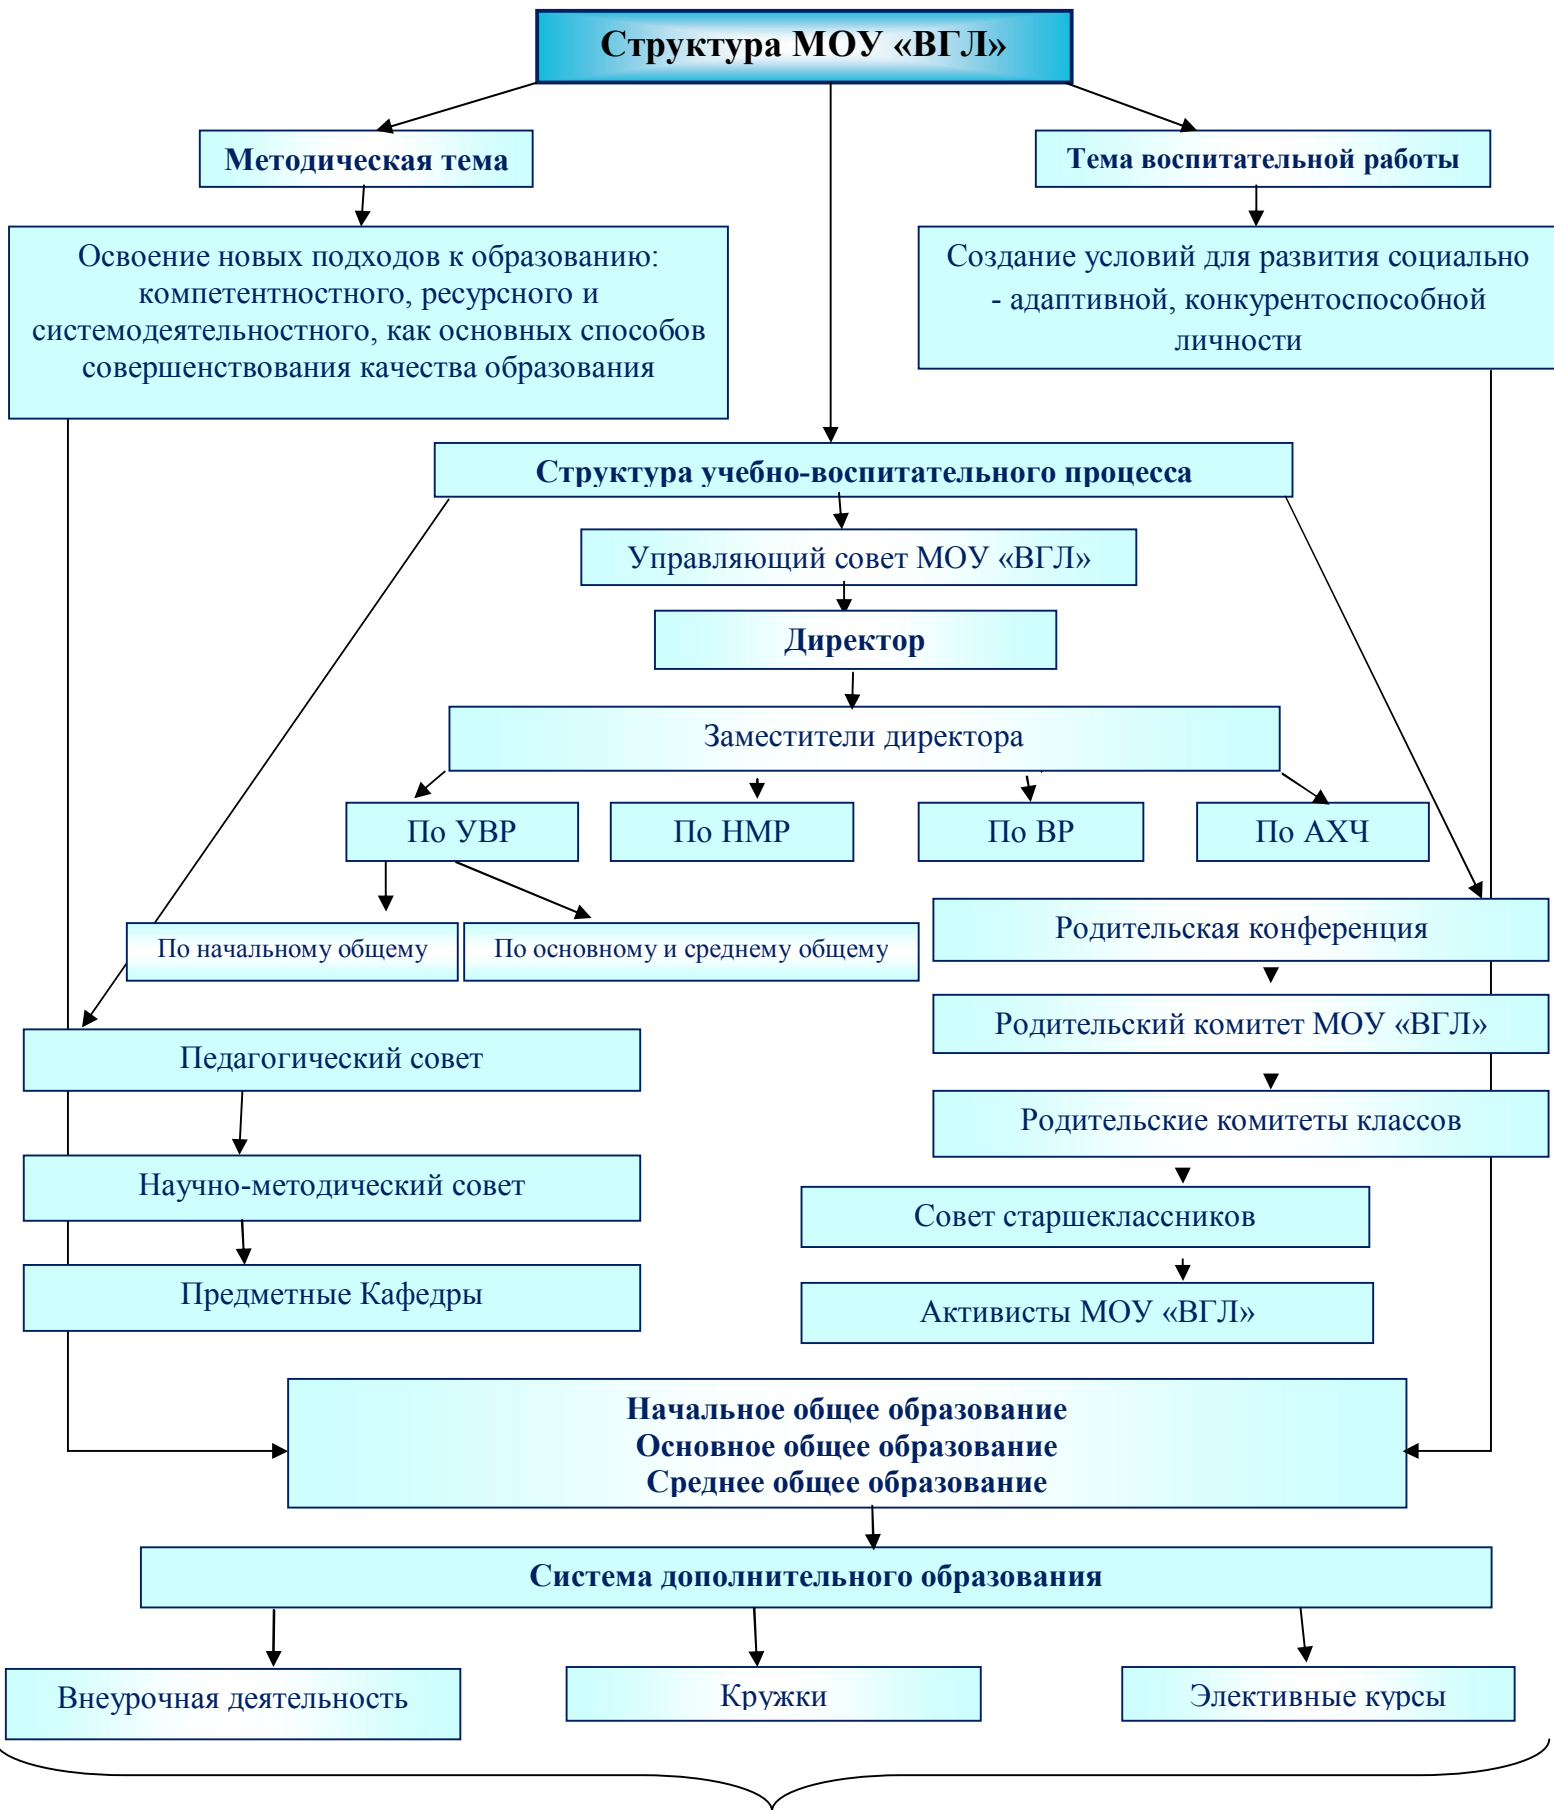 Структура МОУ «ВГЛ»
Методическая тема
Тема воспитательной работы
Освоение новых подходов к образованию:
компетентностного, ресурсного и
системодеятельностного, как основных способов
совершенствования качества образования
Создание условий для развития социально
- адаптивной, конкурентоспособной
личности
Структура учебно-воспитательного процесса
Управляющий совет МОУ «ВГЛ»
Директор
Заместители директора
По УВР
По НМР
По ВР
По АХЧ
По начальному общему
По основному и среднему общему
Родительская конференция
Родительский комитет МОУ «ВГЛ»
Родительские комитеты классов
Педагогический совет
Научно-методический совет
Предметные Кафедры
Совет старшеклассников
Активисты МОУ «ВГЛ»
Начальное общее образование
Основное общее образование
Среднее общее образование
Система дополнительного образования
Внеурочная деятельность
Кружки
Элективные курсы